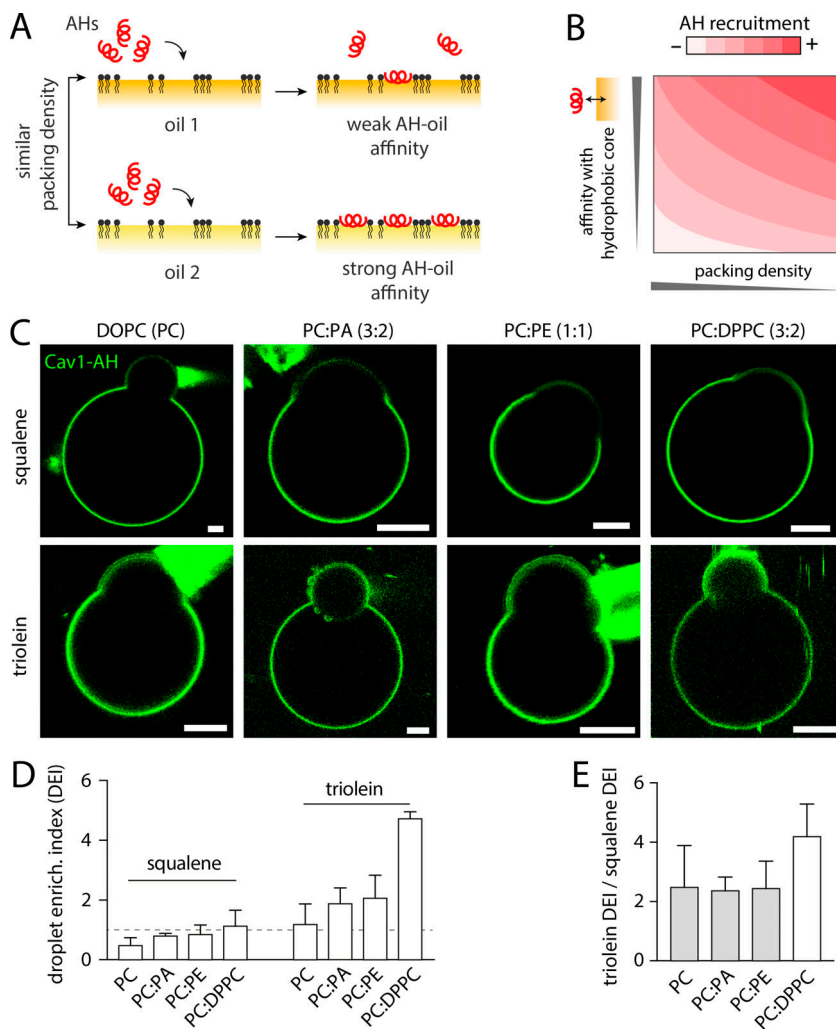 A
AHs
similar
packing density
oil 1
weak AH-oil
affinity
oil 2
strong AH-oil
affinity
B
AH recruitment
− +
affinity with
hydrophobic core
packing density
C
DOPC (PC) PC:PA (3:2) PC:PE (1:1) PC:DPPC (3:2)
Cav1-AH
squalene
triolein
D
droplet enrich. index (DEI)
6
4
2
0
squalene
triolein
PC PC:PA PC:PE PC:DPPC PC PC:PA PC:PE PC:DPPC
E
triolein DEI / squalene DEI
6
4
2
0
PC PC:PA PC:PE PC:DPPC